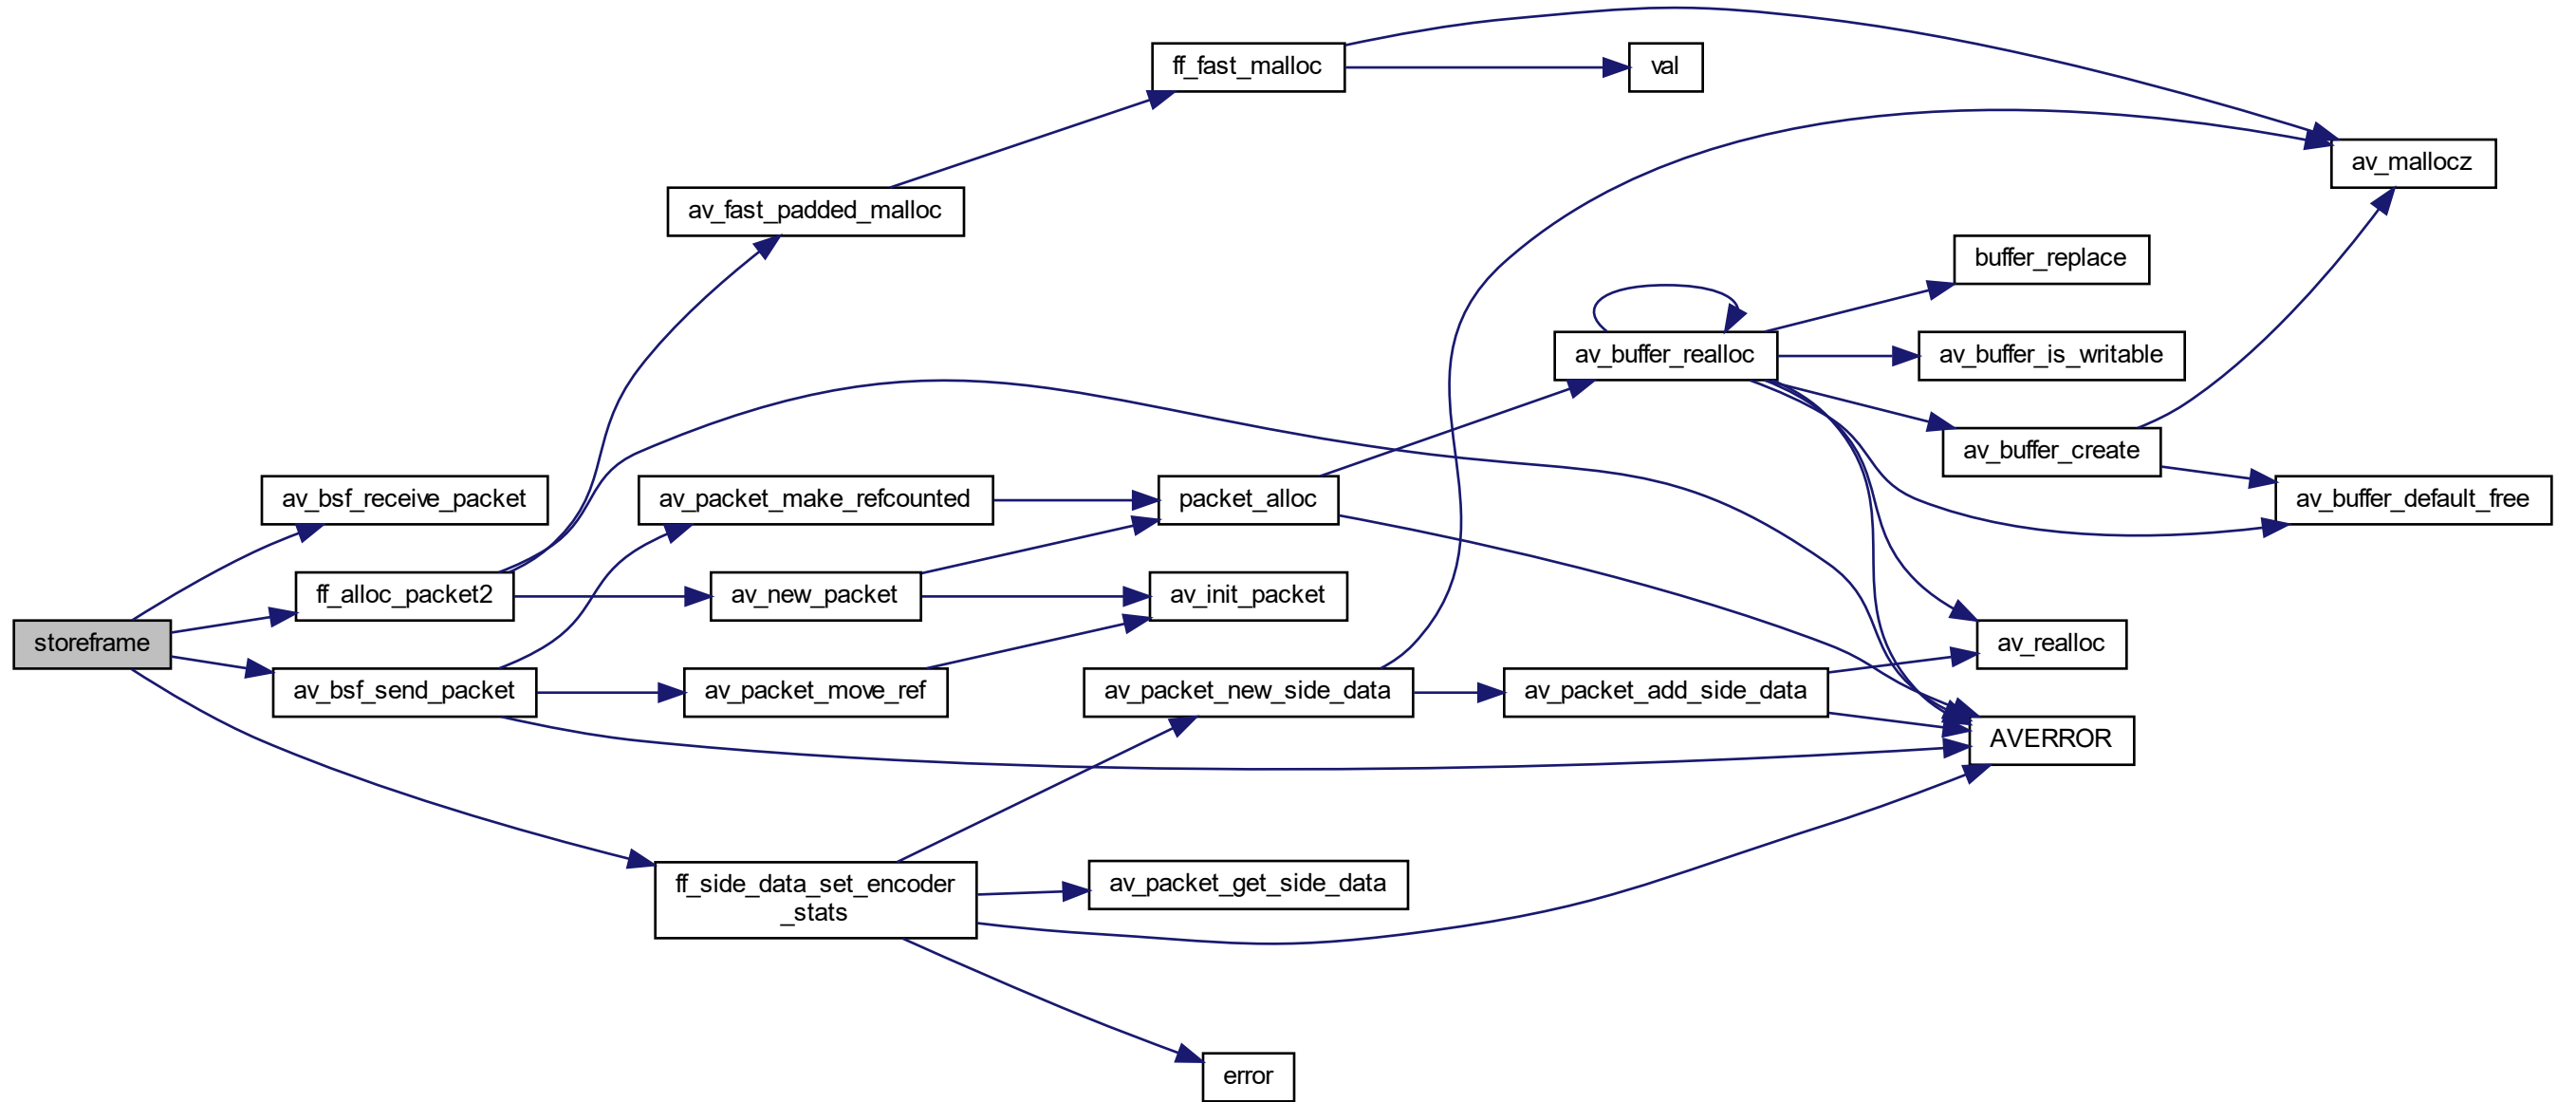 ff_fast_malloc
val
av_mallocz
av_fast_padded_malloc
buffer_replace
av_buffer_realloc
av_buffer_is_writable
av_buffer_create
av_bsf_receive_packet
av_packet_make_refcounted
packet_alloc
av_buffer_default_free
ff_alloc_packet2
av_new_packet
av_init_packet
storeframe
av_realloc
av_bsf_send_packet
av_packet_move_ref
av_packet_new_side_data
av_packet_add_side_data
AVERROR
ff_side_data_set_encoder
_stats
av_packet_get_side_data
error